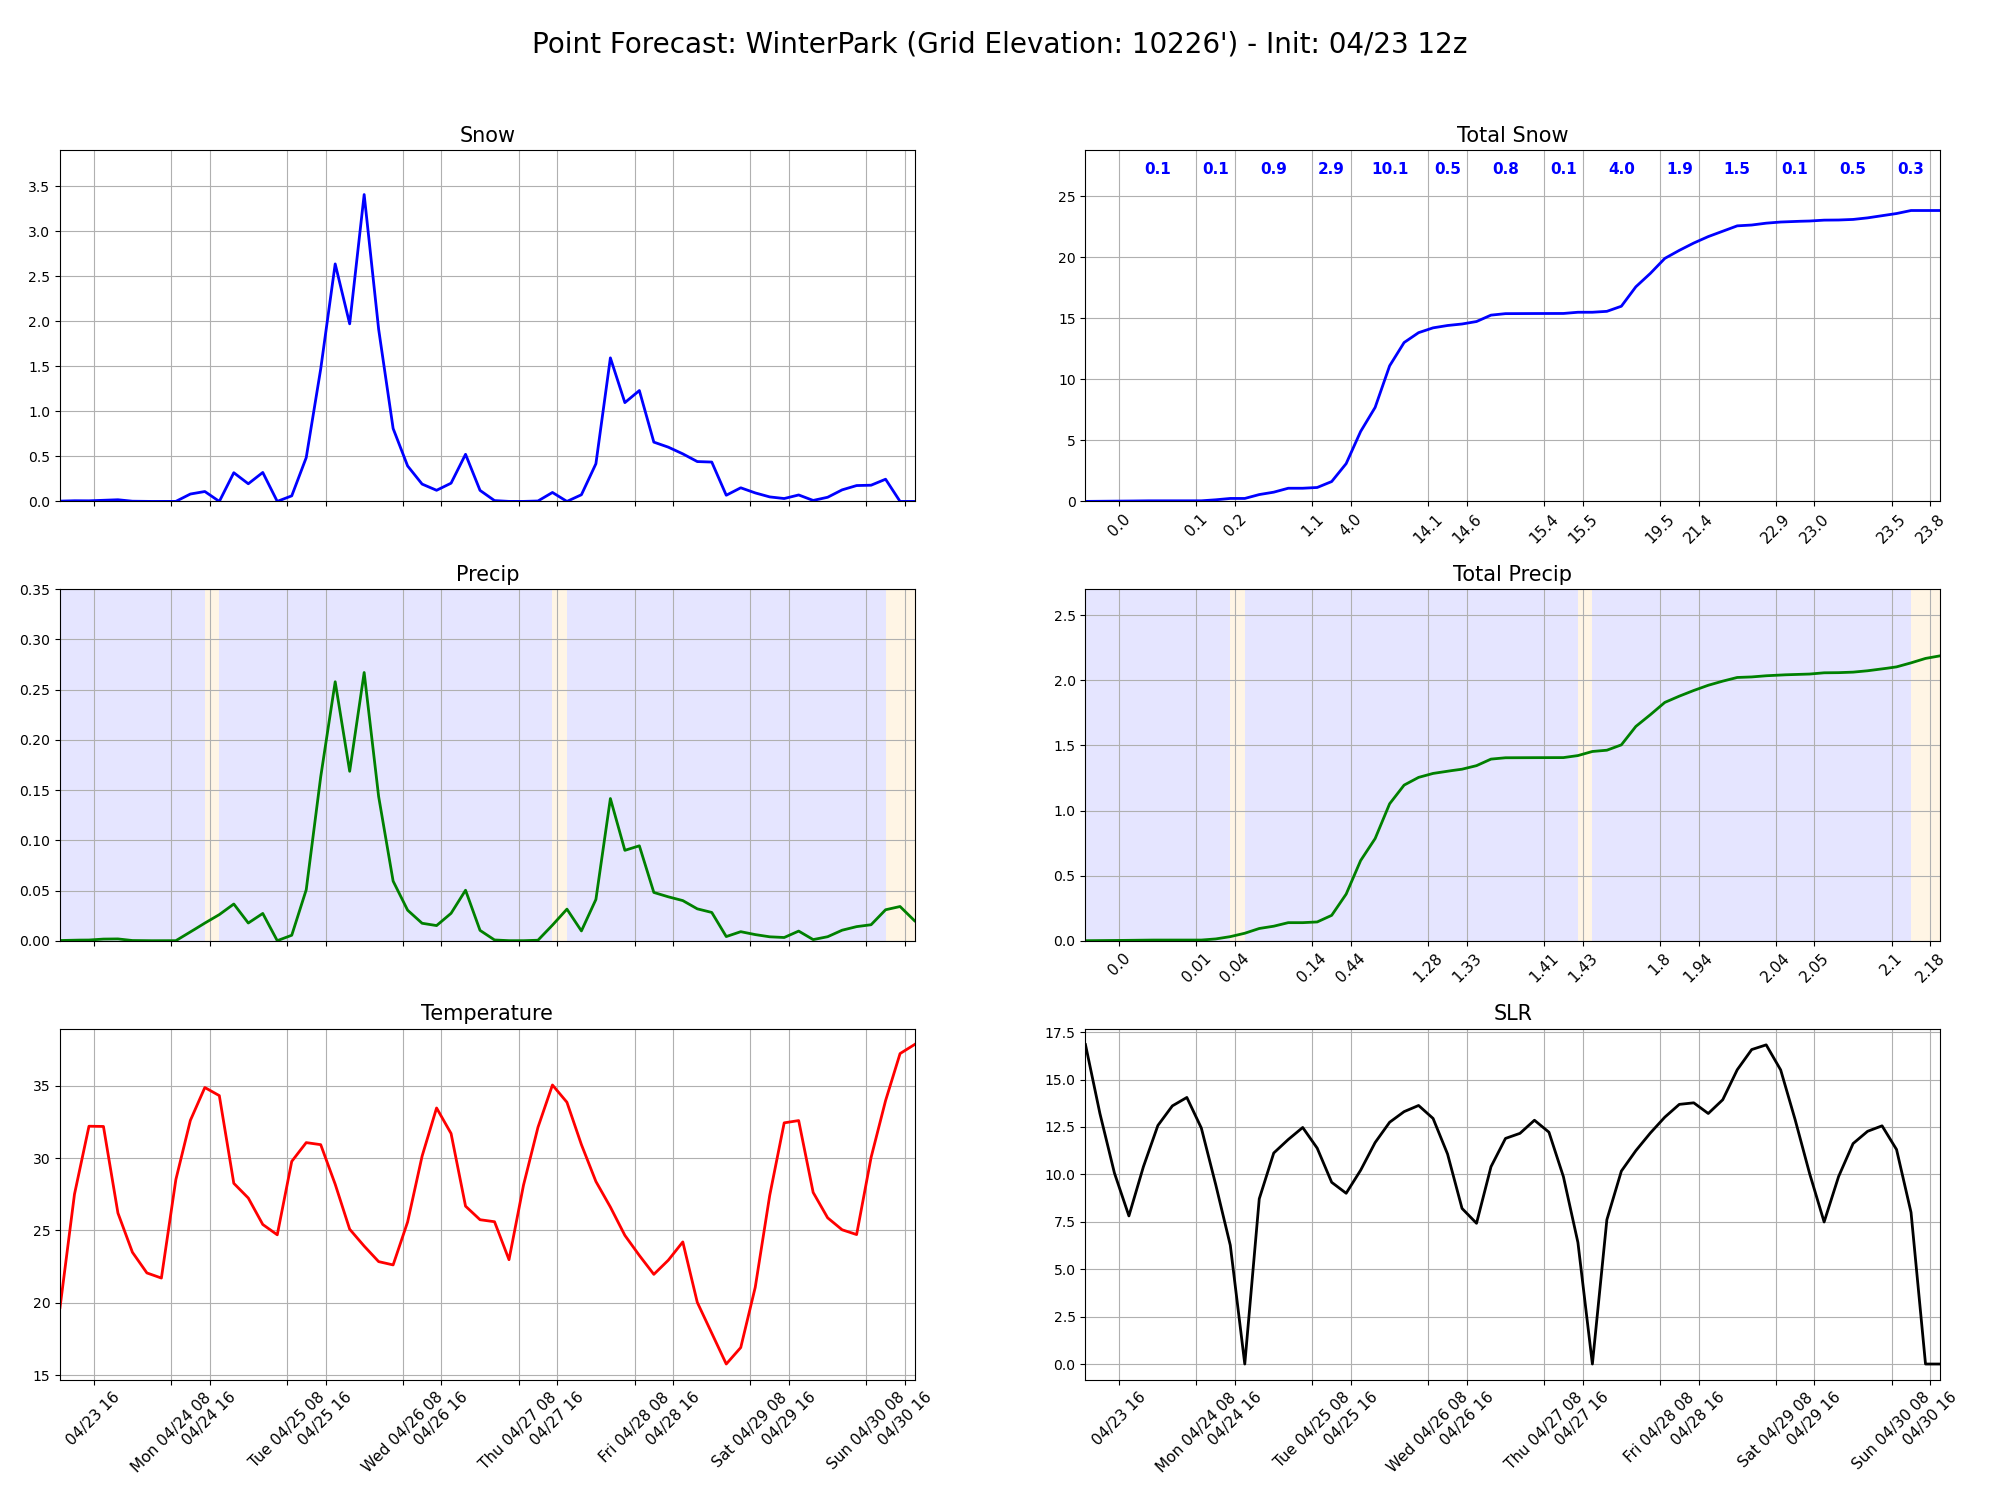 Point Forecast: WinterPark (Grid Elevation: 10226') - Init: 04/23 12z
Snow
3.5
3.0
2.5
2.0
1.5
1.0
0.5
0.0
Total Snow
0.1 0.1 0.9 2.9 10.1 0.5 0.8 0.1 4.0 1.9 1.5 0.1 0.5 0.3
25
20
15
10
5
0
0.0 0.1 0.2 1.1 4.0 14.1 14.6 15.4 15.5 19.5 21.4 22.9 23.0 23.5 23.8
Precip
0.35
0.30
0.25
0.20
0.15
0.10
0.05
0.00
Total Precip
2.5
2.0
1.5
1.0
0.5
0.0
0.0 0.01 0.04 0.14 0.44 1.28 1.33 1.41 1.43 1.8 1.94 2.04 2.05 2.1 2.18
Temperature
35
30
25
20
15
04/23 16
Mon 04/24 08
04/24 16
Tue 04/25 08
04/25 16
Wed 04/26 08
04/26 16
Thu 04/27 08
04/27 16
Fri 04/28 08
04/28 16
Sat 04/29 08
04/29 16
Sun 04/30 08
04/30 16
SLR
17.5
15.0
12.5
10.0
7.5
5.0
2.5
0.0
04/23 16
Mon 04/24 08
04/24 16
Tue 04/25 08
04/25 16
Wed 04/26 08
04/26 16
Thu 04/27 08
04/27 16
Fri 04/28 08
04/28 16
Sat 04/29 08
04/29 16
Sun 04/30 08
04/30 16